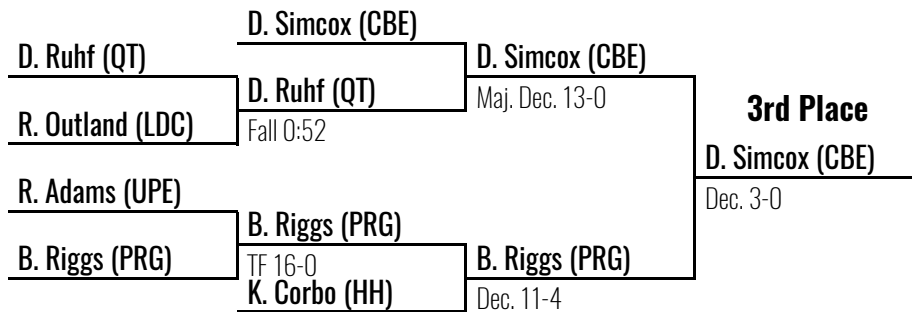 D. Simcox (CBE)
D. Ruhf (QT)
D. Simcox (CBE)
D. Ruhf (QT)
Maj. Dec. 13-0
3rd Place
R. Outland (LDC)
Fall 0:52
D. Simcox (CBE)
R. Adams (UPE)
Dec. 3-0
B. Riggs (PRG)
B. Riggs (PRG)
TF 16-0
B. Riggs (PRG)
K. Corbo (HH)
Dec. 11-4